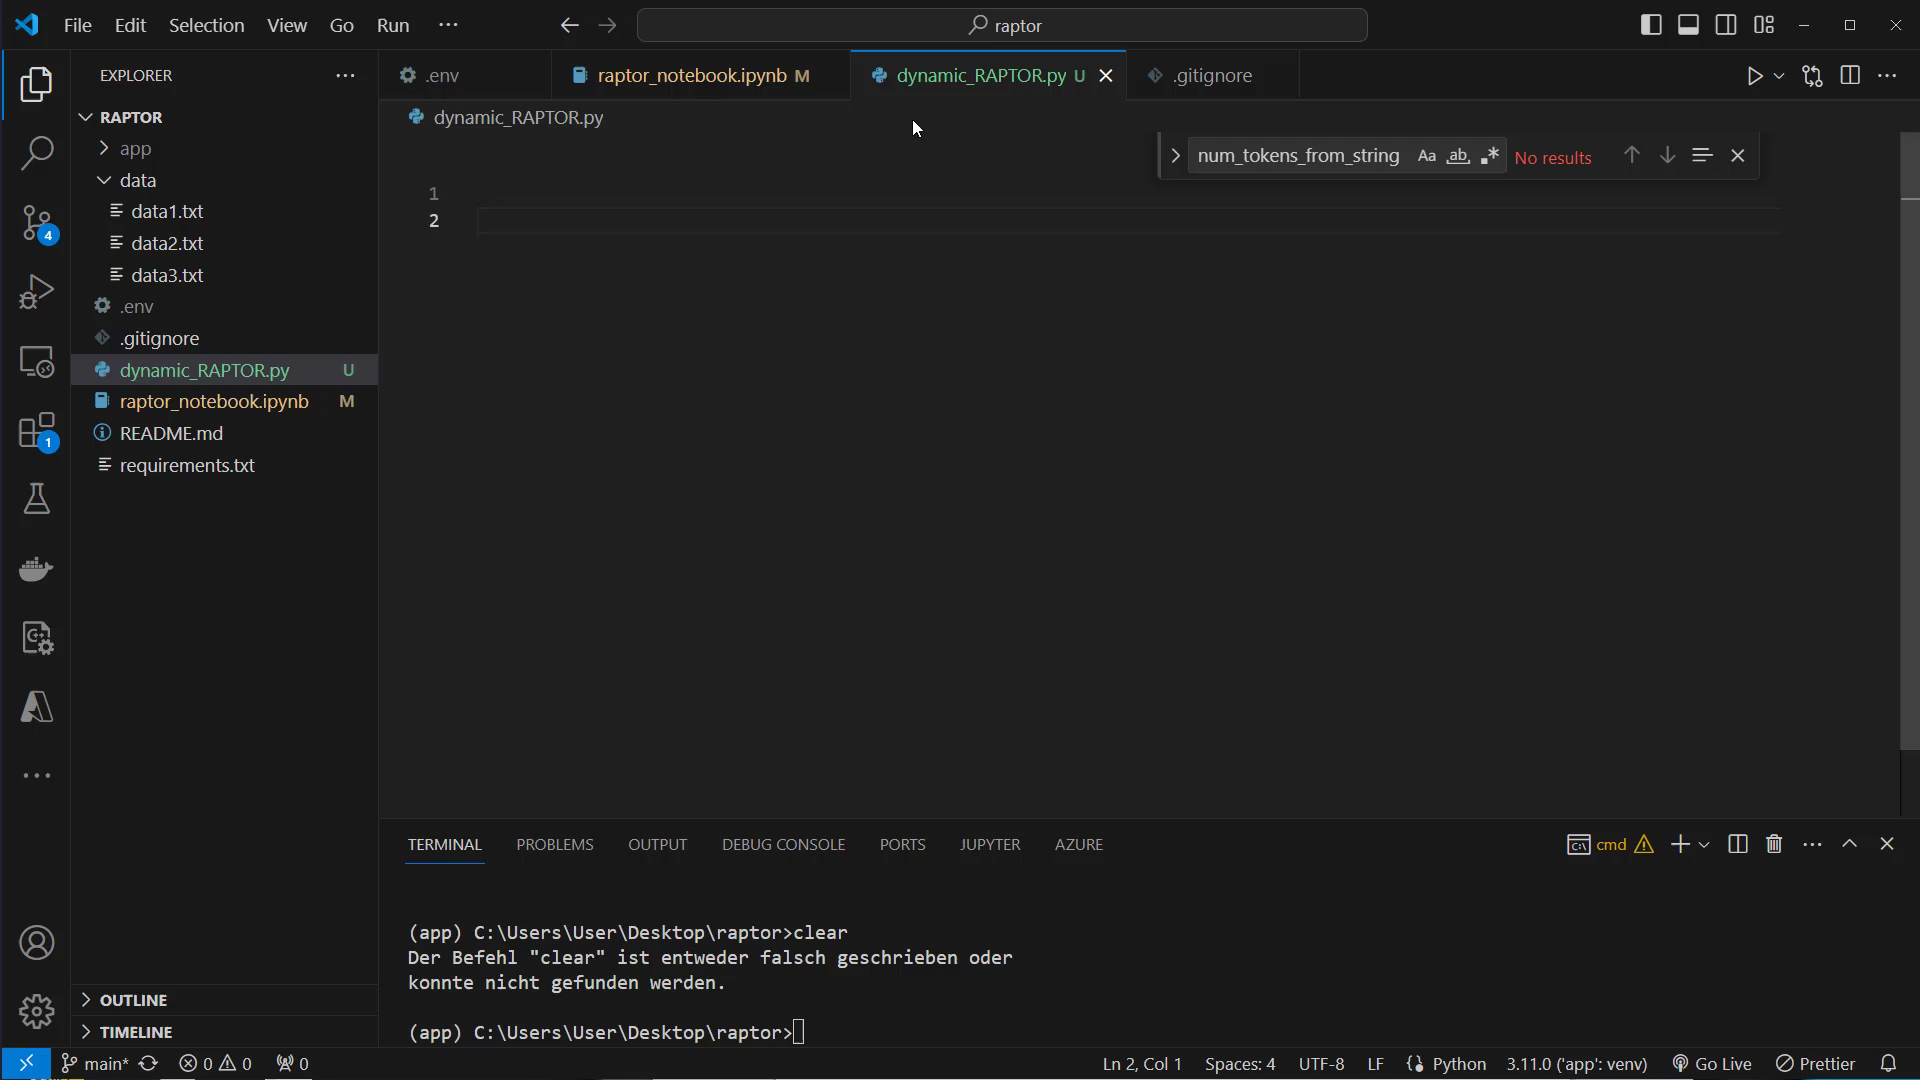 File Edit Selection View Go Run ··· raptor
EXPLORER ···
.env raptor_notebook.ipynb M dynamic_RAPTOR.py U .gitignore
RAPTOR
app
data
data1.txt
data2.txt
data3.txt
.env
.gitignore
dynamic_RAPTOR.py U
raptor_notebook.ipynb M
README.md
requirements.txt
OUTLINE
TIMELINE
dynamic_RAPTOR.py
num_tokens_from_string Aa ab .* No results
1
2
4
1
TERMINAL PROBLEMS OUTPUT DEBUG CONSOLE PORTS JUPYTER AZURE cmd
(app) C:\Users\User\Desktop\raptor>clear
Der Befehl "clear" ist entweder falsch geschrieben oder
konnte nicht gefunden werden.
(app) C:\Users\User\Desktop\raptor>
main* 0 0 0 Ln 2, Col 1 Spaces: 4 UTF-8 LF Python 3.11.0 ('app': venv) Go Live Prettier